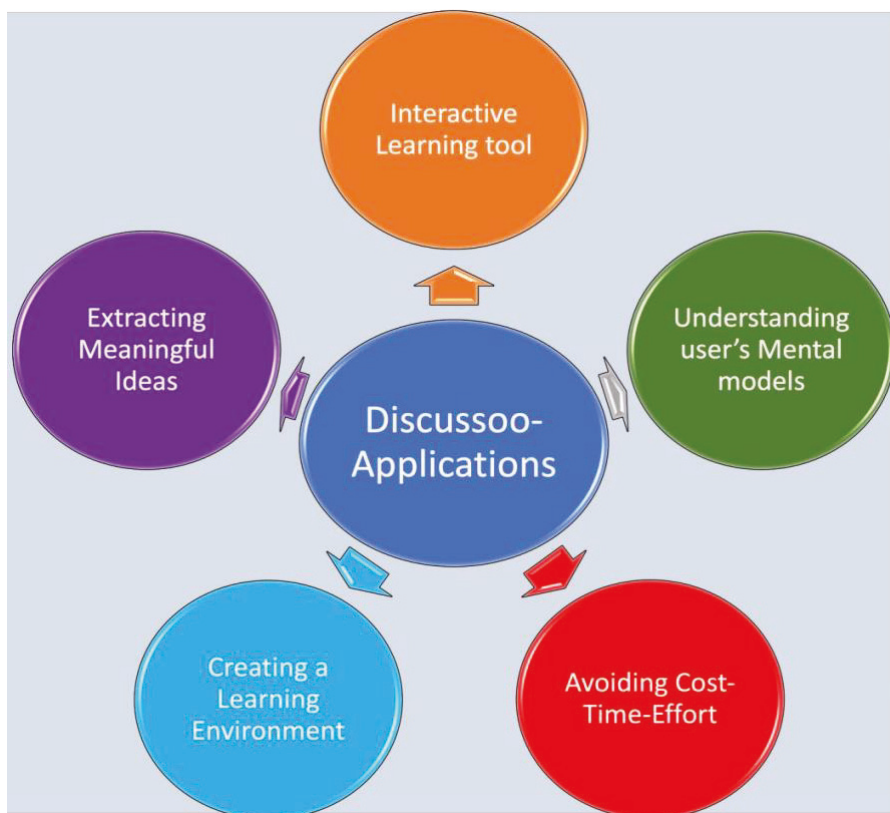 Interactive
Learning tool
Extracting
Meaningful
Ideas
Understanding
user's Mental
models
Discussoo-
Applications
Creating a
Learning
Environment
Avoiding Cost-
Time-Effort